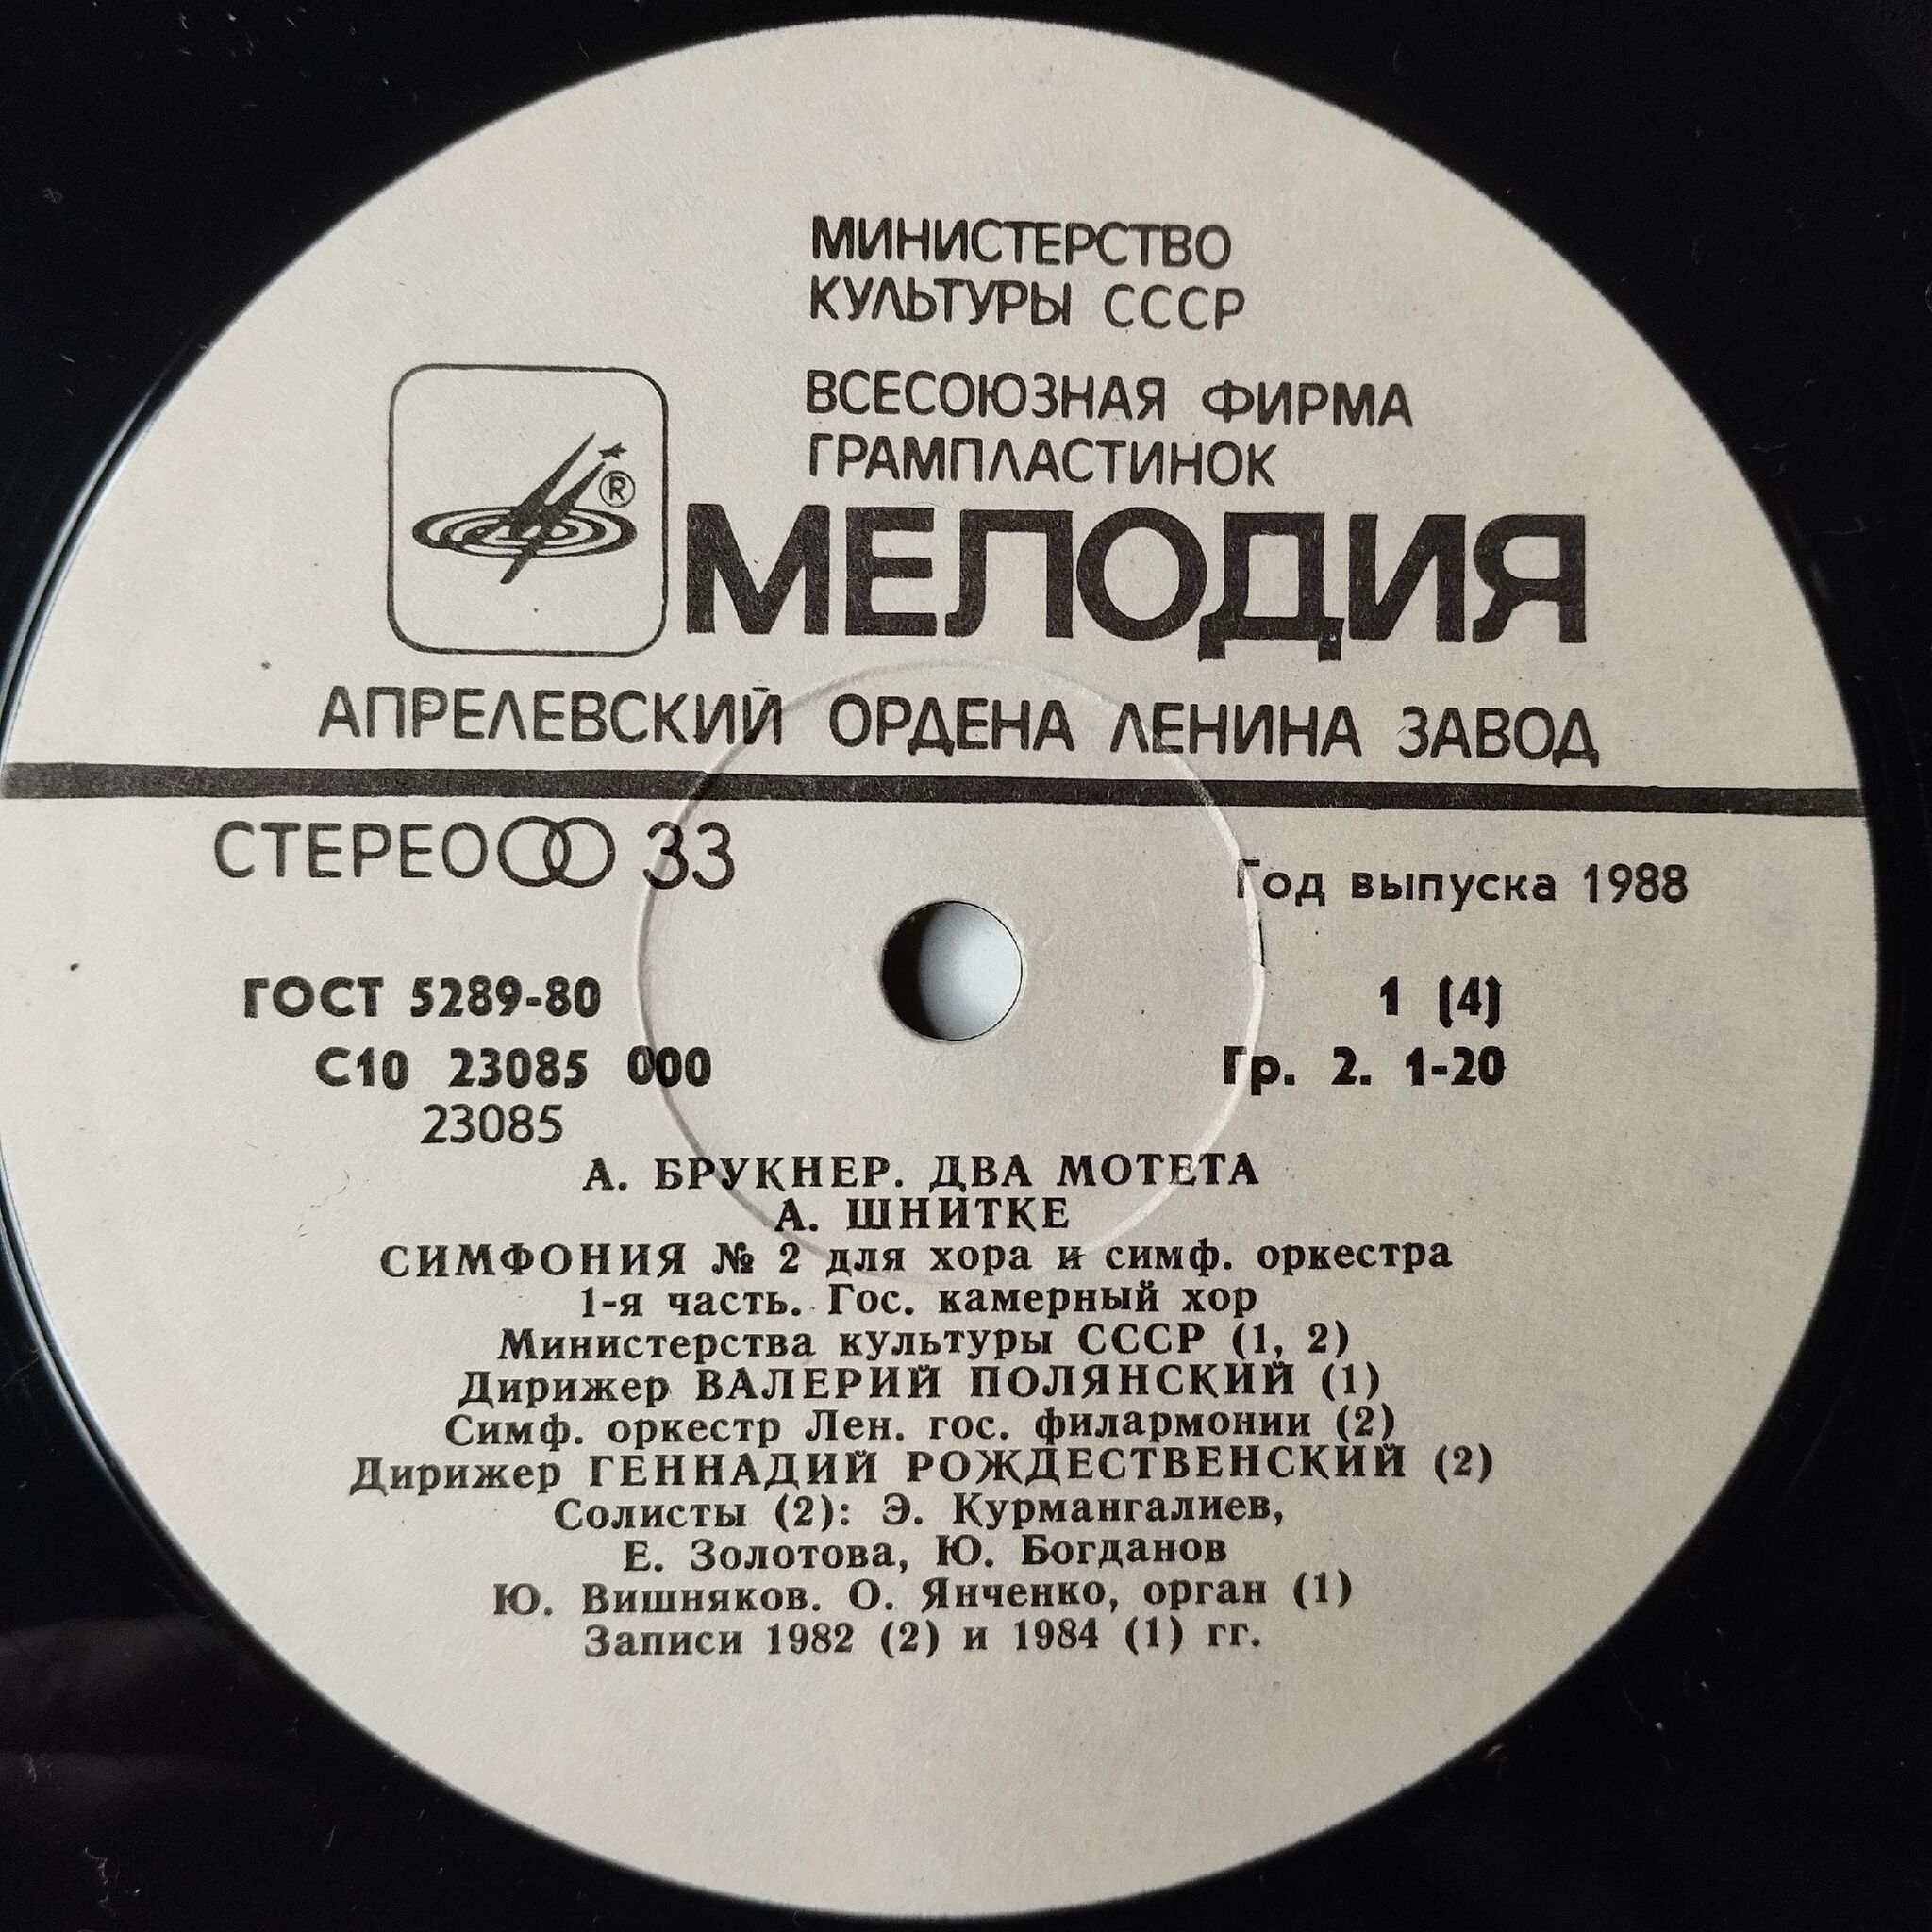 МИНИСТЕРСТВО
КУЛЬТУРЫ СССР
ВСЕСОЮЗНАЯ ФИРМА
ГРАМПЛАСТИНОК
®
МЕЛОДИЯ
АПРЕЛЕВСКИЙ ОРДЕНА ЛЕНИНА ЗАВОД
СТЕРЕО 33
Год выпуска 1988
ГОСТ 5289-80
1 (4)
С10 23085 000
Гр. 2. 1-20
23085
А. БРУКНЕР. ДВА МОТЕТА
А. ШНИТКЕ
СИМФОНИЯ № 2 для хора и симф. оркестра
1-я часть. Гос. камерный хор
Министерства культуры СССР (1, 2)
Дирижер ВАЛЕРИЙ ПОЛЯНСКИЙ (1)
Симф. оркестр Лен. гос. филармонии (2)
Дирижер ГЕННАДИЙ РОЖДЕСТВЕНСКИЙ (2)
Солисты (2): Э. Курмангалиев,
Е. Золотова, Ю. Богданов
Ю. Вишняков. О. Янченко, орган (1)
Записи 1982 (2) и 1984 (1) гг.